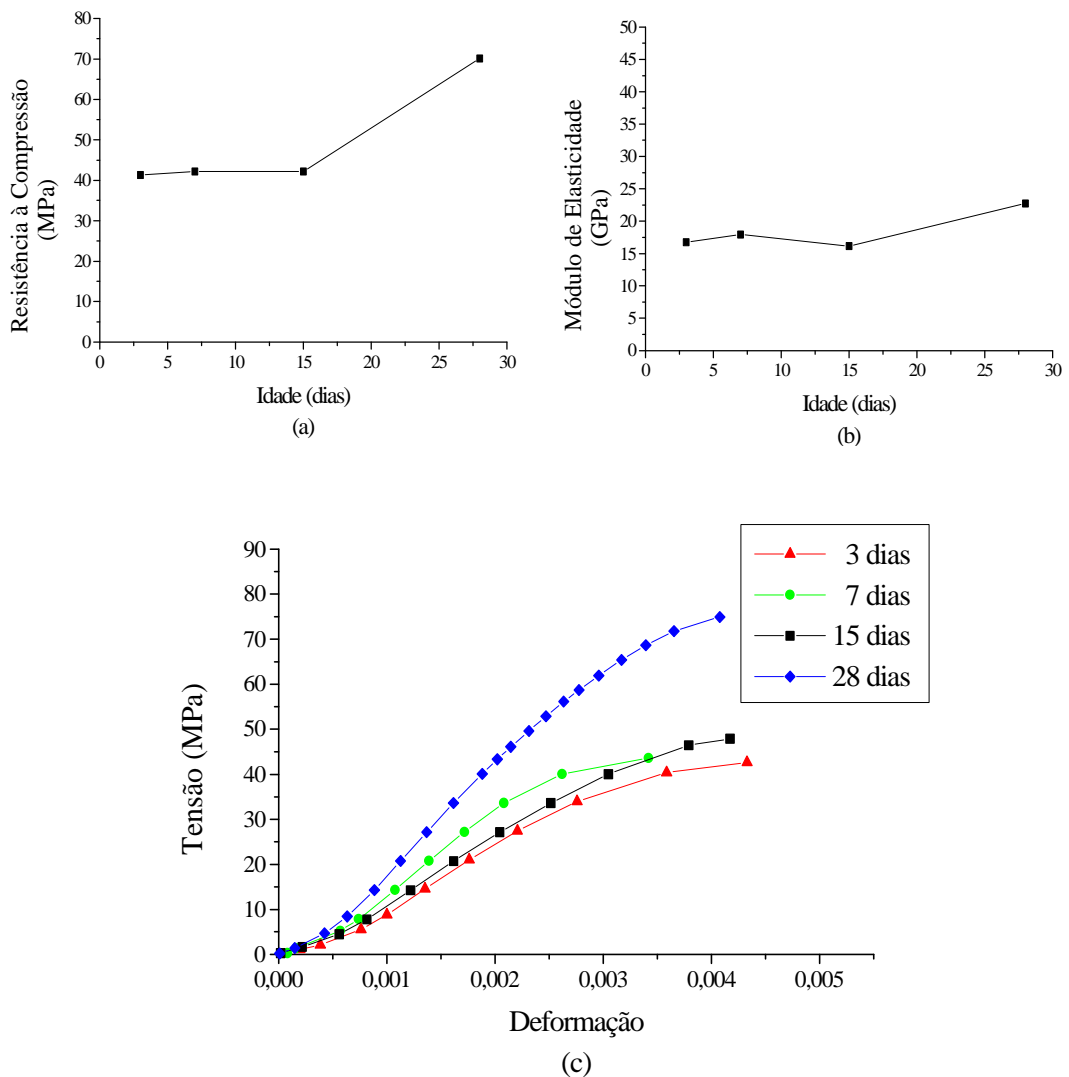 80
70
60
50
40
30
20
10
0
Resistência à Compressão
(MPa)
0 5 10 15 20 25 30
Idade (dias)
(a)
50
45
40
35
30
25
20
15
10
5
0
Módulo de Elasticidade
(GPa)
0 5 10 15 20 25 30
Idade (dias)
(b)
90
80
70
60
50
40
30
20
10
0
Tensão (MPa)
0,000 0,001 0,002 0,003 0,004 0,005
Deformação
(c)
3 dias
7 dias
15 dias
28 dias